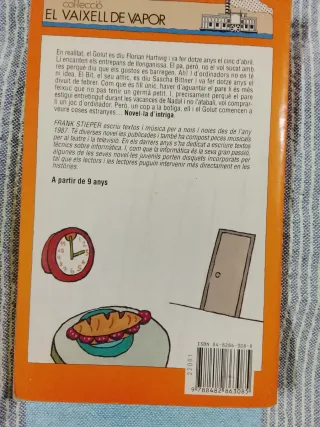 col·lecció
EL VAIXELL DE VAPOR
En realitat, el Golut es diu Florian Hartwig i va fer dotze anys el cinc d'abril.
Li encanten els entrepans de llonganissa. El pa, però, no el vol sucat amb
res perquè diu que els gustos es barregen. Ah! I d'ordinadors no en té
ni idea. El Bit, el seu amic, es diu Sascha Bittner i va fer dotze anys el
divuit de febrer. Com que es fill únic, haver d'aguantar el pare li és més
feixuc que no pas tenir un germà petit. I, precisament perquè el pare
estigui entretingut durant les vacances de Nadal i no l'atabali, vol comprar-
li un joc d'ordinador. Però, un cop a la botiga, ell i el Golut comencen a
veure coses estranyes... Novel·la d'intriga.
FRANK STIEPER escriu textos i música per a nois i noies des de l'any
1987. Té diverses novel·les publicades i també ha compost peces musicals
per al teatre i la televisió. En els darrers anys s'ha dedicat a escriure textos
tècnics sobre informàtica. I, com que la informàtica és la seva gran passió,
algunes de les seves novel·les juvenils porten disquets incorporats per
tal que els lectors i les lectores puguin intervenir més directament en les
històries.
A partir de 9 anys
22091
9 788482 863085